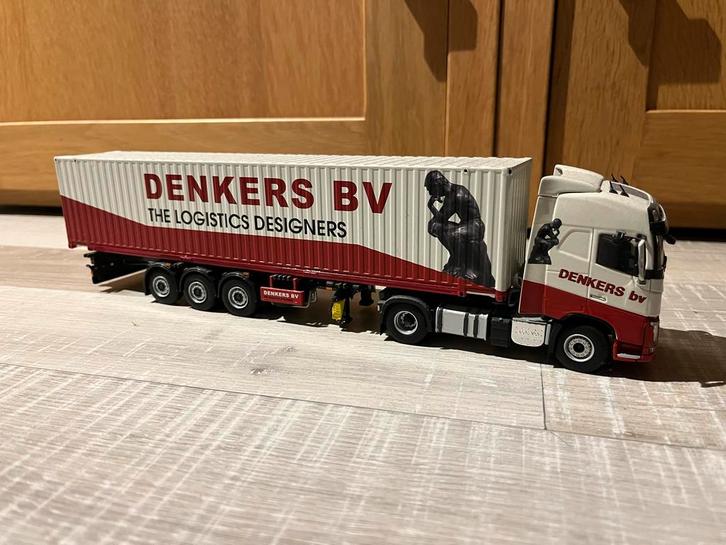 DENKERS BV
THE LOGISTICS DESIGNERS
DENKERS bv
DENKERS BV